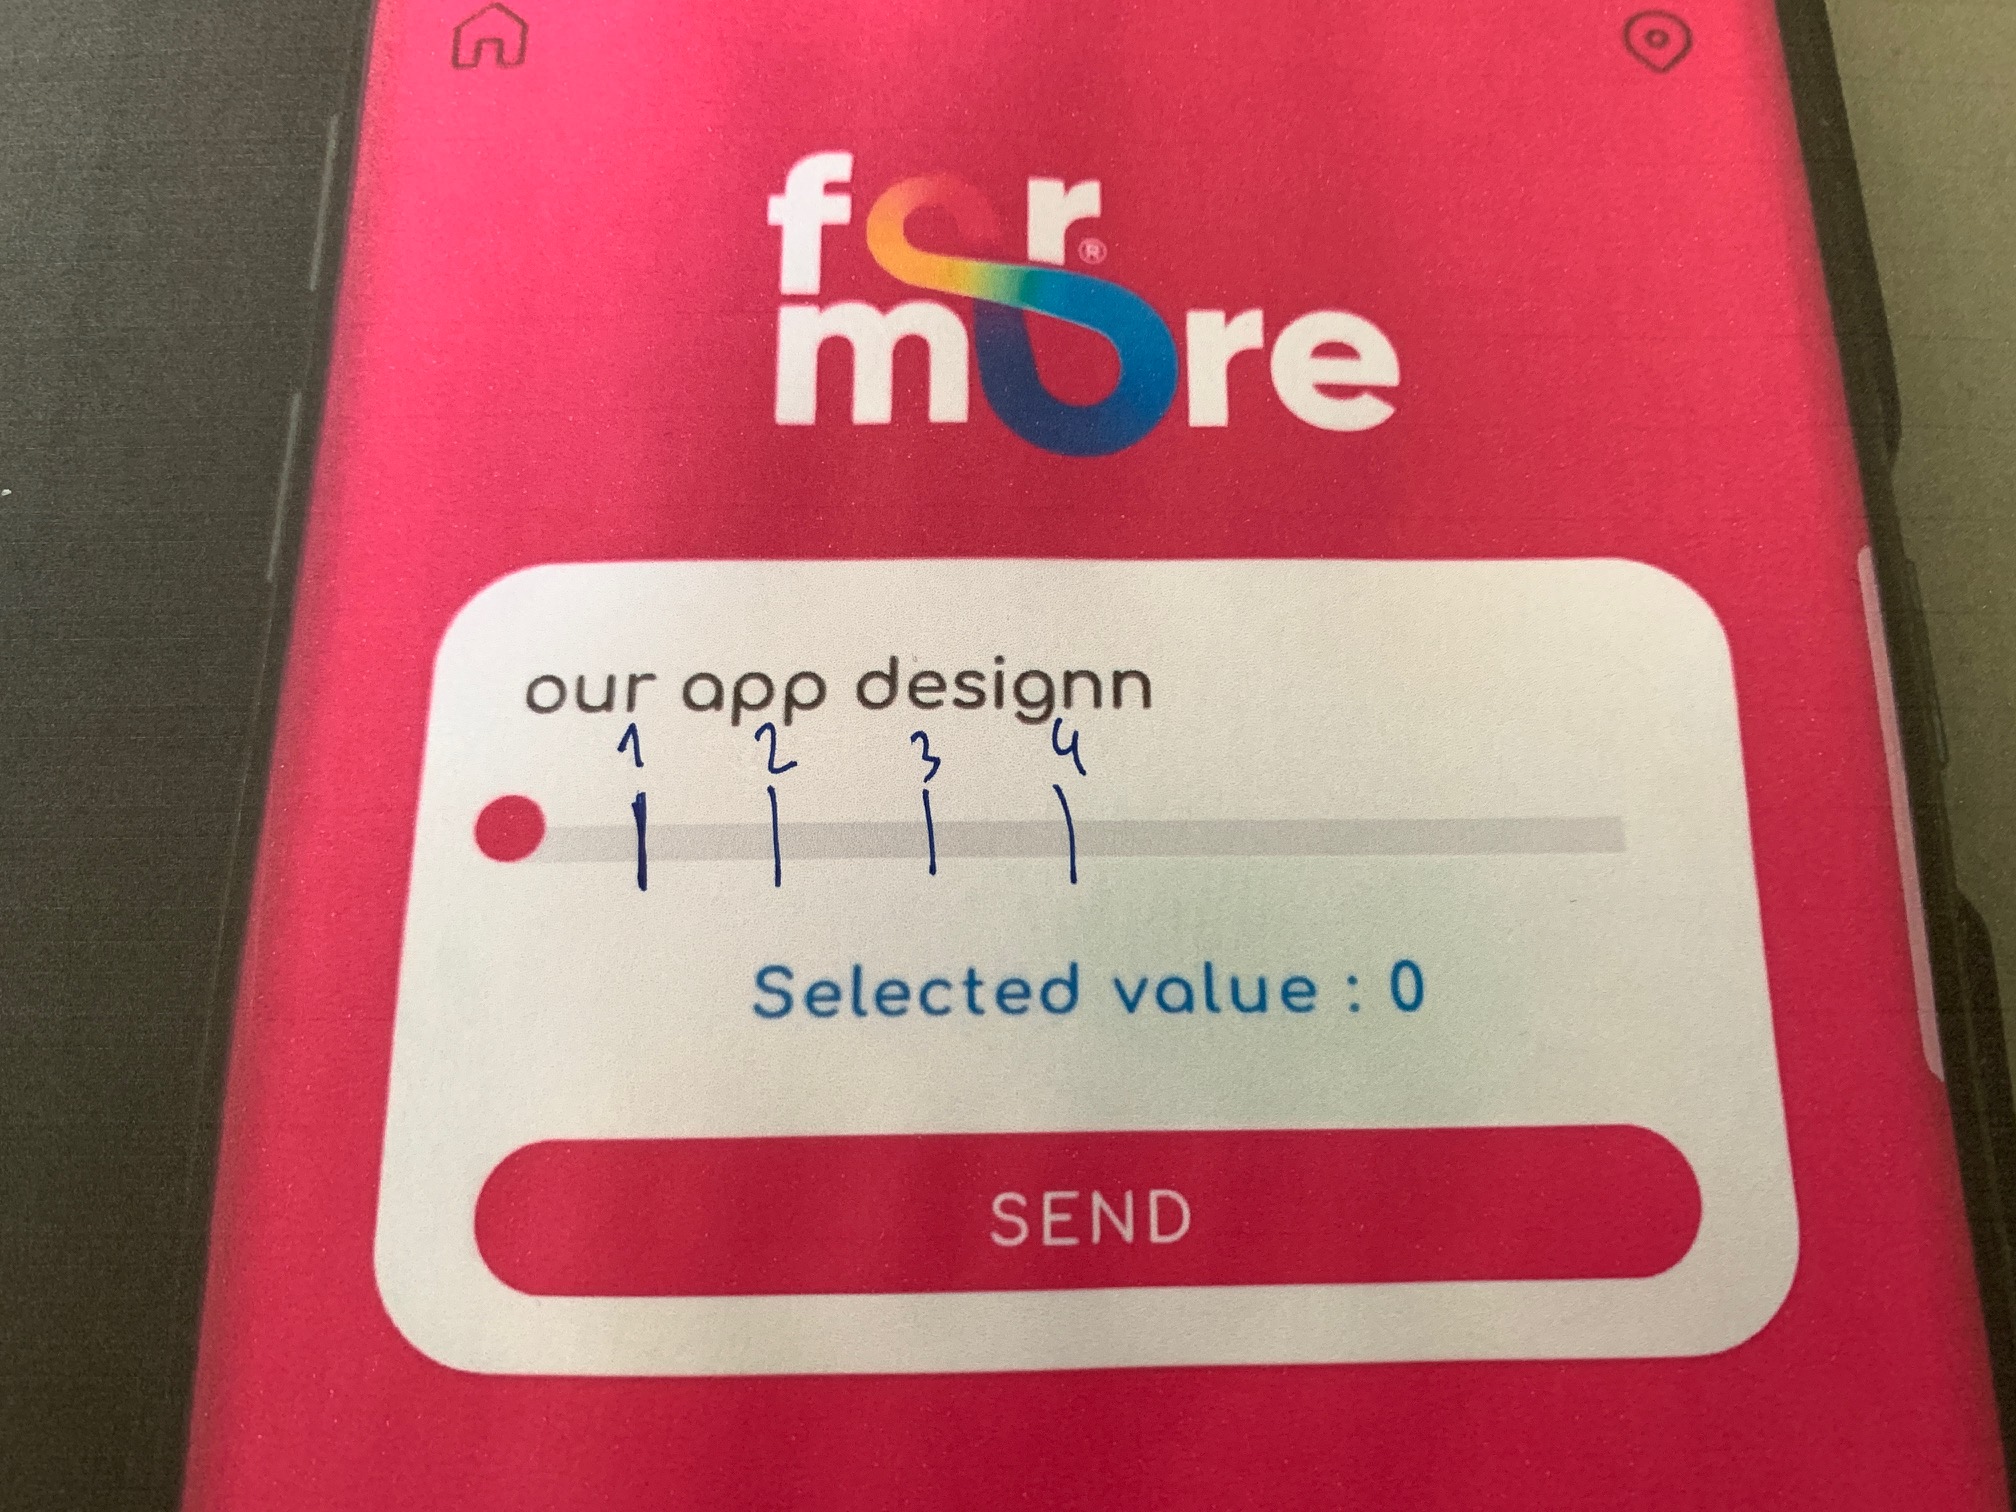 for®
more
our app designn
1 2 3 4
Selected value : 0
SEND